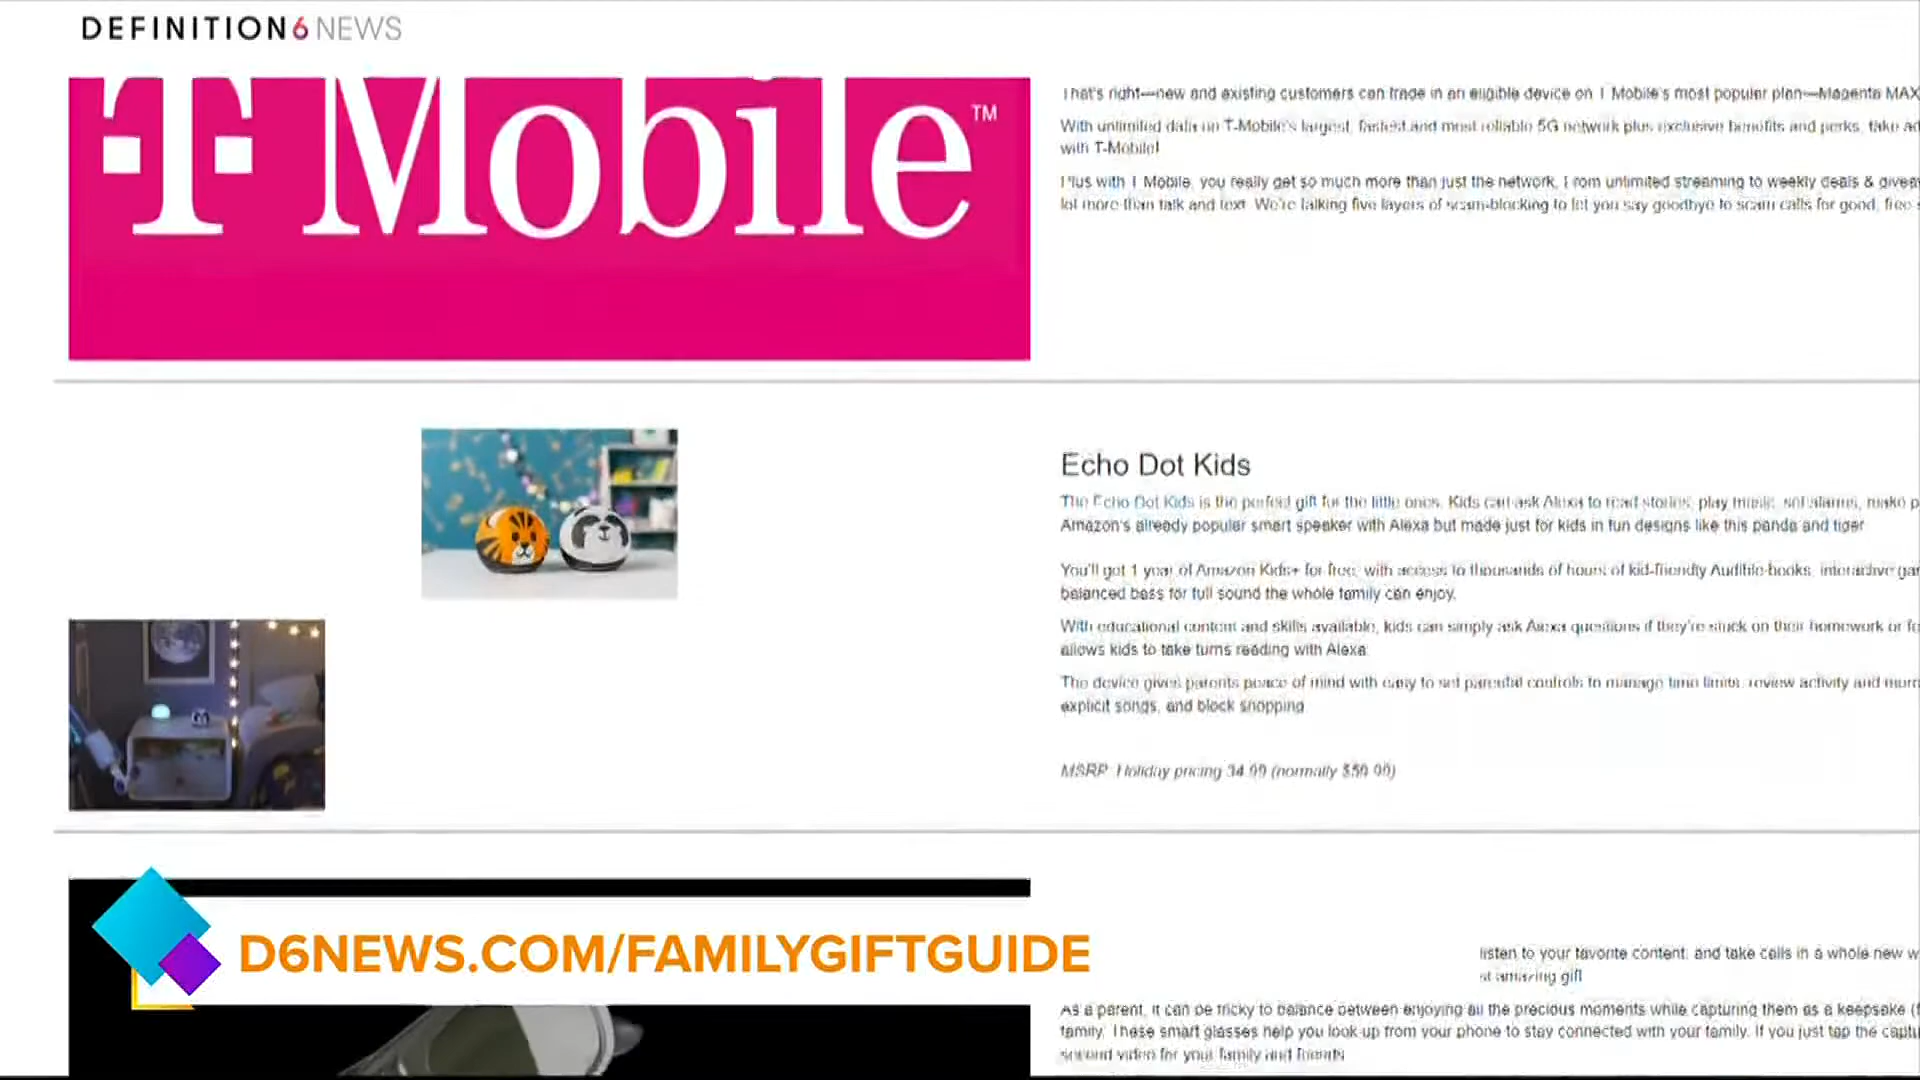 DEFINITION6 NEWS
T Mobile™
That's right—new and existing customers can trade in an eligible device on T Mobile's most popular plan—Magenta MAX
With unlimited data on T-Mobile's largest, fastest and most reliable 5G network plus exclusive benefits and perks, take
with T-Mobile!
Plus with T Mobile, you really get so much more than just the network. From unlimited streaming to weekly deals &
lot more than talk and text. We're talking five layers of scam-blocking to let you say goodbye to scam calls for good, free
Echo Dot Kids
The Echo Dot Kids is the perfect gift for the little ones. Kids can ask Alexa to read stories, play music, set alarms, make
Amazon's already popular smart speaker with Alexa but made just for kids in fun designs like this panda and tiger
You'll get 1 year of Amazon Kids+ for free, with access to thousands of hours of kid-friendly Audible books, interactive
balanced bass for full sound the whole family can enjoy.
With educational content and skills available, kids can simply ask Alexa questions if they're stuck on their homework or
allows kids to take turns reading with Alexa
The device gives parents peace of mind with easy to set parental controls to manage time limits, review activity and
explicit songs, and block shopping
MSRP: Holiday pricing 34.99 (normally $59.99)
D6NEWS.COM/FAMILYGIFTGUIDE
listen to your favorite content, and take calls in a whole new
st amazing gift
As a parent, it can be tricky to balance between enjoying all the precious moments while capturing them as a keepsake
family. These smart glasses help you look up from your phone to stay connected with your family. If you just tap the
second video for your family and friends